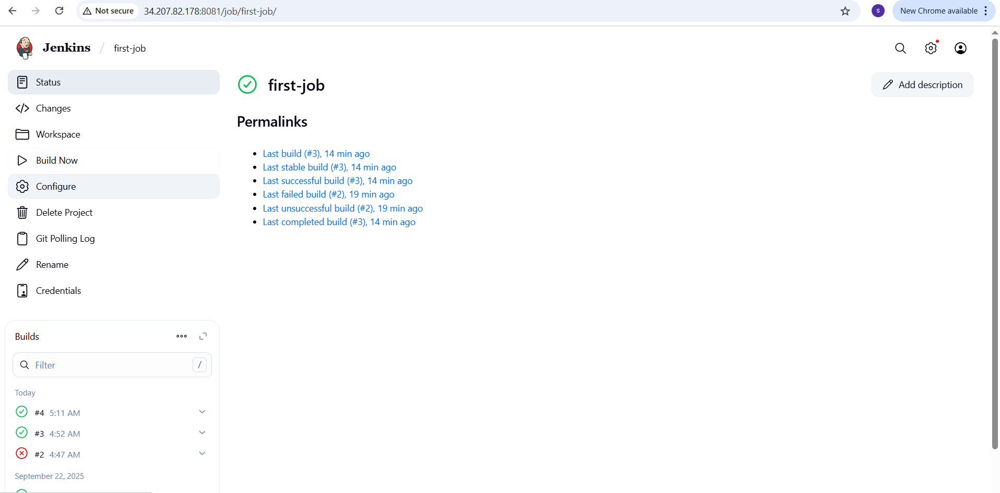 Not secure 34.207.82.178:8081/job/first-job/
S
New Chrome available
Jenkins / first-job
Status
Changes
Workspace
Build Now
Configure
Delete Project
Git Polling Log
Rename
Credentials
first-job
Add description
Permalinks
Last build (#3), 14 min ago
Last stable build (#3), 14 min ago
Last successful build (#3), 14 min ago
Last failed build (#2), 19 min ago
Last unsuccessful build (#2), 19 min ago
Last completed build (#3), 14 min ago
Builds
Filter /
Today
#4 5:11 AM
#3 4:52 AM
#2 4:47 AM
September 22, 2025